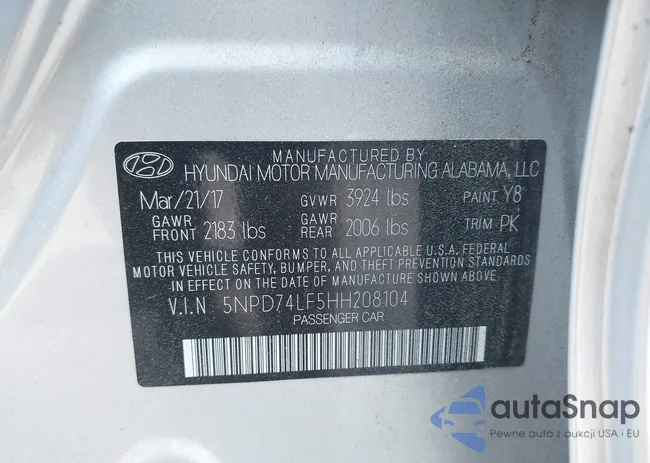 MANUFACTURED BY
HYUNDAI MOTOR MANUFACTURING ALABAMA, LLC
Mar/21/17 GVWR 3924 lbs PAINT Y8
GAWR FRONT 2183 lbs GAWR REAR 2006 lbs TRIM PK
THIS VEHICLE CONFORMS TO ALL APPLICABLE U.S.A. FEDERAL
MOTOR VEHICLE SAFETY, BUMPER, AND THEFT PREVENTION STANDARDS
IN EFFECT ON THE DATE OF MANUFACTURE SHOWN ABOVE.
V.I.N 5NPD74LF5HH208104
PASSENGER CAR
autoSnap
Pewne auta z aukcji USA i EU